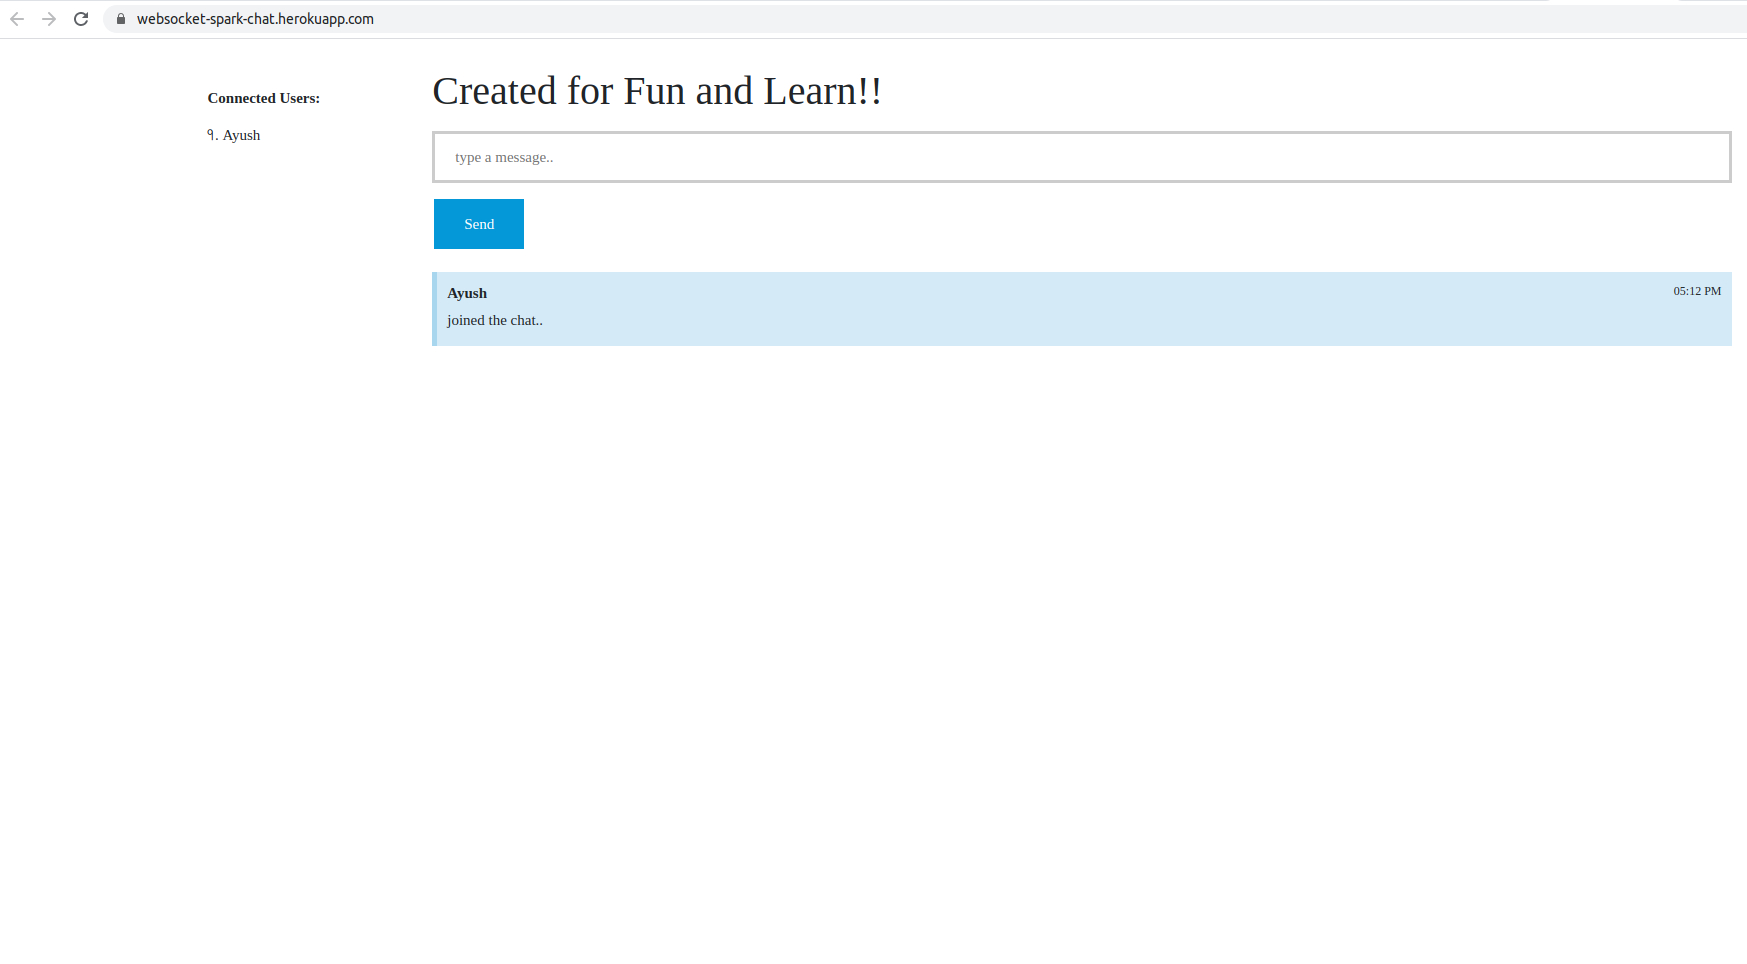 websocket-spark-chat.herokuapp.com
Connected Users:
१. Ayush
Created for Fun and Learn!!
type a message..
Send
Ayush
05:12 PM
joined the chat..